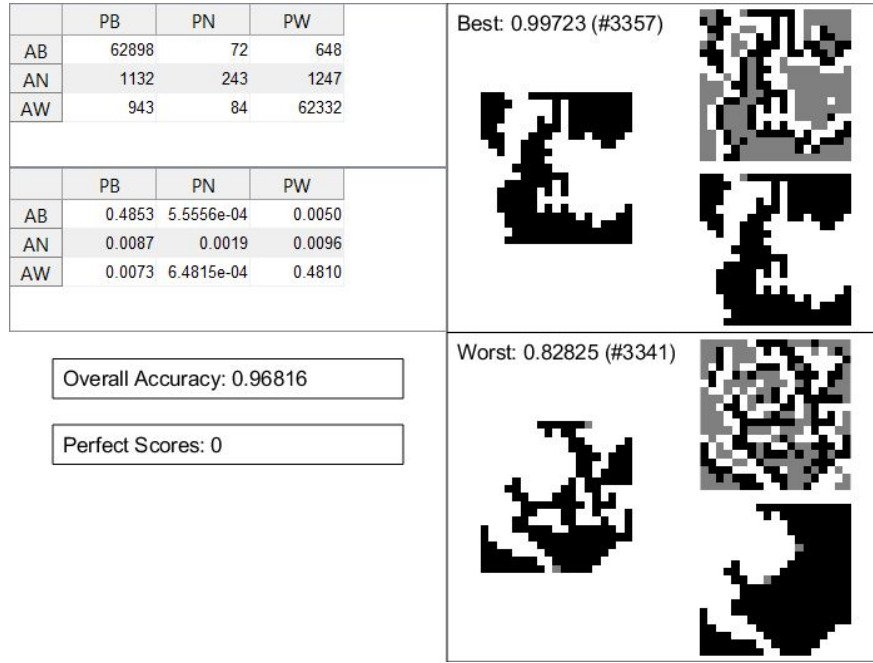 PB PN PW
AB 62898 72 648
AN 1132 243 1247
AW 943 84 62332
PB PN PW
AB 0.4853 5.5556e-04 0.0050
AN 0.0087 0.0019 0.0096
AW 0.0073 6.4815e-04 0.4810
Overall Accuracy: 0.96816
Perfect Scores: 0
Best: 0.99723 (#3357)
Worst: 0.82825 (#3341)